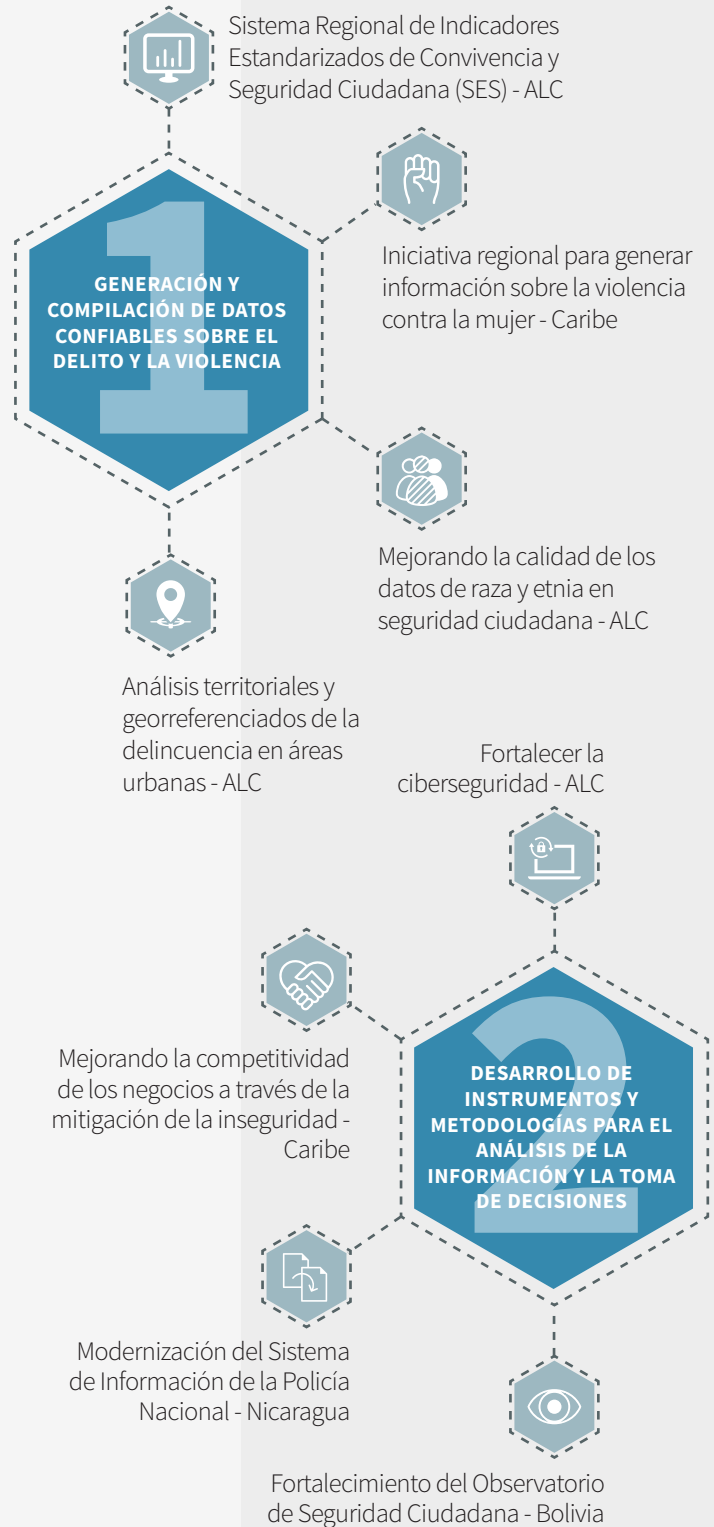 Sistema Regional de Indicadores
Estandarizados de Convivencia y
Seguridad Ciudadana (SES) - ALC
1
GENERACIÓN Y
COMPILACIÓN DE DATOS
CONFIABLES SOBRE EL
DELITO Y LA VIOLENCIA
Iniciativa regional para generar
información sobre la violencia
contra la mujer - Caribe
Mejorando la calidad de los
datos de raza y etnia en
seguridad ciudadana - ALC
Análisis territoriales y
georreferenciados de la
delincuencia en áreas
urbanas - ALC
Fortalecer la
ciberseguridad - ALC
2
DESARROLLO DE
INSTRUMENTOS Y
METODOLOGÍAS PARA EL
ANÁLISIS DE LA
INFORMACIÓN Y LA TOMA
DE DECISIONES
Mejorando la competitividad
de los negocios a través de la
mitigación de la inseguridad -
Caribe
Modernización del Sistema
de Información de la Policía
Nacional - Nicaragua
Fortalecimiento del Observatorio
de Seguridad Ciudadana - Bolivia